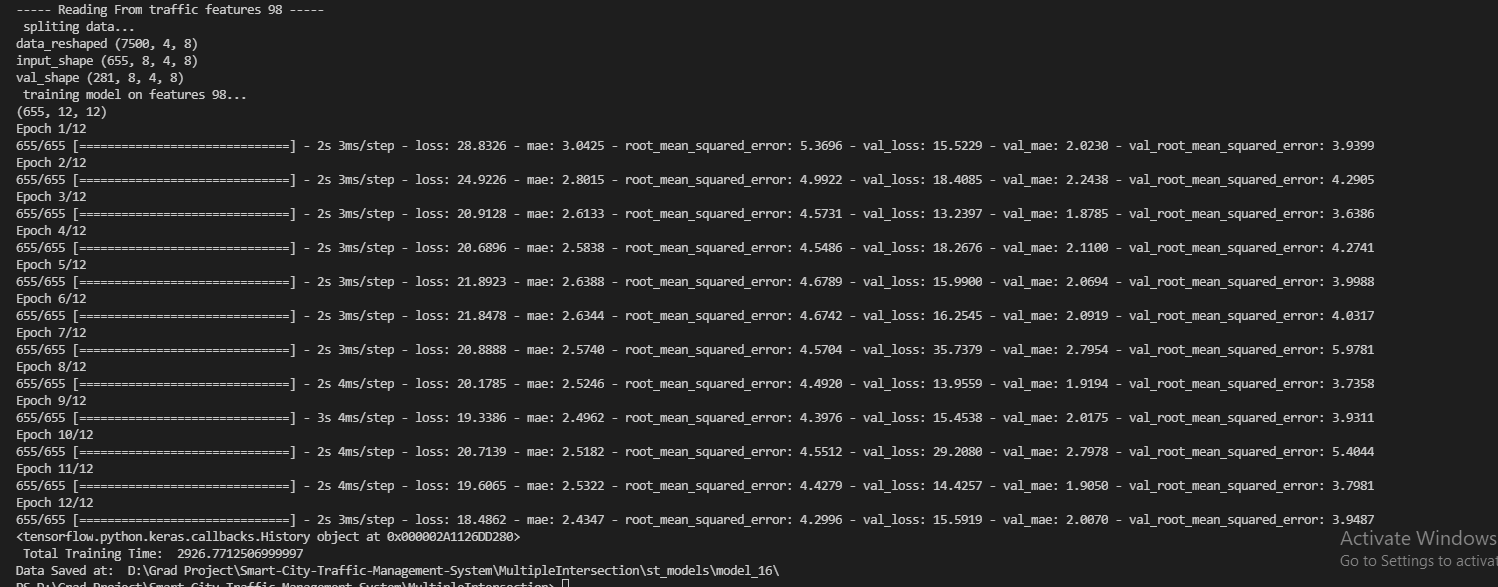 ----- Reading From traffic features 98 -----
 spliting data...
data_reshaped (7500, 4, 8)
input_shape (655, 8, 4, 8)
val_shape (281, 8, 4, 8)
 training model on features 98...
(655, 12, 12)
Epoch 1/12
655/655 [==============================] - 2s 3ms/step - loss: 28.8326 - mae: 3.0425 - root_mean_squared_error: 5.3696 - val_loss: 15.5229 - val_mae: 2.0230 - val_root_mean_squared_error: 3.9399
Epoch 2/12
655/655 [==============================] - 2s 3ms/step - loss: 24.9226 - mae: 2.8015 - root_mean_squared_error: 4.9922 - val_loss: 18.4085 - val_mae: 2.2438 - val_root_mean_squared_error: 4.2905
Epoch 3/12
655/655 [==============================] - 2s 3ms/step - loss: 20.9128 - mae: 2.6133 - root_mean_squared_error: 4.5731 - val_loss: 13.2397 - val_mae: 1.8785 - val_root_mean_squared_error: 3.6386
Epoch 4/12
655/655 [==============================] - 2s 3ms/step - loss: 20.6896 - mae: 2.5838 - root_mean_squared_error: 4.5486 - val_loss: 18.2676 - val_mae: 2.1100 - val_root_mean_squared_error: 4.2741
Epoch 5/12
655/655 [==============================] - 2s 3ms/step - loss: 21.8923 - mae: 2.6388 - root_mean_squared_error: 4.6789 - val_loss: 15.9900 - val_mae: 2.0694 - val_root_mean_squared_error: 3.9988
Epoch 6/12
655/655 [==============================] - 2s 3ms/step - loss: 21.8478 - mae: 2.6344 - root_mean_squared_error: 4.6742 - val_loss: 16.2545 - val_mae: 2.0919 - val_root_mean_squared_error: 4.0317
Epoch 7/12
655/655 [==============================] - 2s 3ms/step - loss: 20.8888 - mae: 2.5740 - root_mean_squared_error: 4.5704 - val_loss: 35.7379 - val_mae: 2.7954 - val_root_mean_squared_error: 5.9781
Epoch 8/12
655/655 [==============================] - 2s 4ms/step - loss: 20.1785 - mae: 2.5246 - root_mean_squared_error: 4.4920 - val_loss: 13.9559 - val_mae: 1.9194 - val_root_mean_squared_error: 3.7358
Epoch 9/12
655/655 [==============================] - 3s 4ms/step - loss: 19.3386 - mae: 2.4962 - root_mean_squared_error: 4.3976 - val_loss: 15.4538 - val_mae: 2.0175 - val_root_mean_squared_error: 3.9311
Epoch 10/12
655/655 [==============================] - 2s 4ms/step - loss: 20.7139 - mae: 2.5182 - root_mean_squared_error: 4.5512 - val_loss: 29.2080 - val_mae: 2.7978 - val_root_mean_squared_error: 5.4044
Epoch 11/12
655/655 [==============================] - 2s 4ms/step - loss: 19.6065 - mae: 2.5322 - root_mean_squared_error: 4.4279 - val_loss: 14.4257 - val_mae: 1.9050 - val_root_mean_squared_error: 3.7981
Epoch 12/12
655/655 [==============================] - 2s 3ms/step - loss: 18.4862 - mae: 2.4347 - root_mean_squared_error: 4.2996 - val_loss: 15.5919 - val_mae: 2.0070 - val_root_mean_squared_error: 3.9487
<tensorflow.python.keras.callbacks.History object at 0x000002A1126DD280>
 Total Training Time:  2926.7712506999997
Data Saved at:  D:\Grad Project\Smart-City-Traffic-Management-System\MultipleIntersection\st_models\model_16\
PS D:\Grad Project\Smart-City-Traffic-Management-System\MultipleIntersection>
Activate Windows
Go to Settings to activat